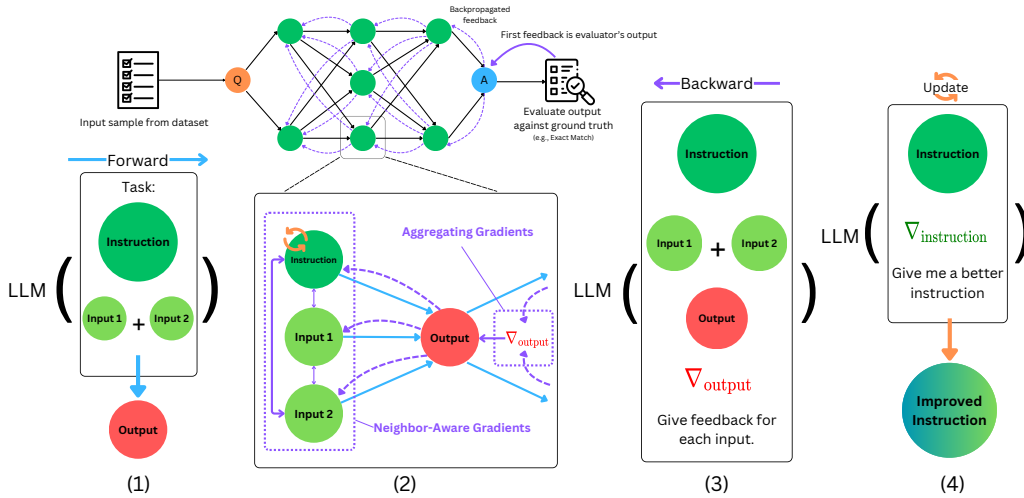 Backpropagated
feedback
First feedback is evaluator's output
Q
A
Input sample from dataset
Evaluate output
against ground truth
(e.g., Exact Match)
Forward
Task:
Instruction
LLM
(
)
Input 1
+
Input 2
Output
(1)
Aggregating Gradients
Instruction
Input 1
Input 2
Output
∇output
Neighbor-Aware Gradients
(2)
Backward
Instruction
LLM
(
)
Input 1
+
Input 2
Output
∇output
Give feedback for
each input.
(3)
Update
Instruction
LLM
(
)
∇instruction
Give me a better
instruction
Improved
Instruction
(4)